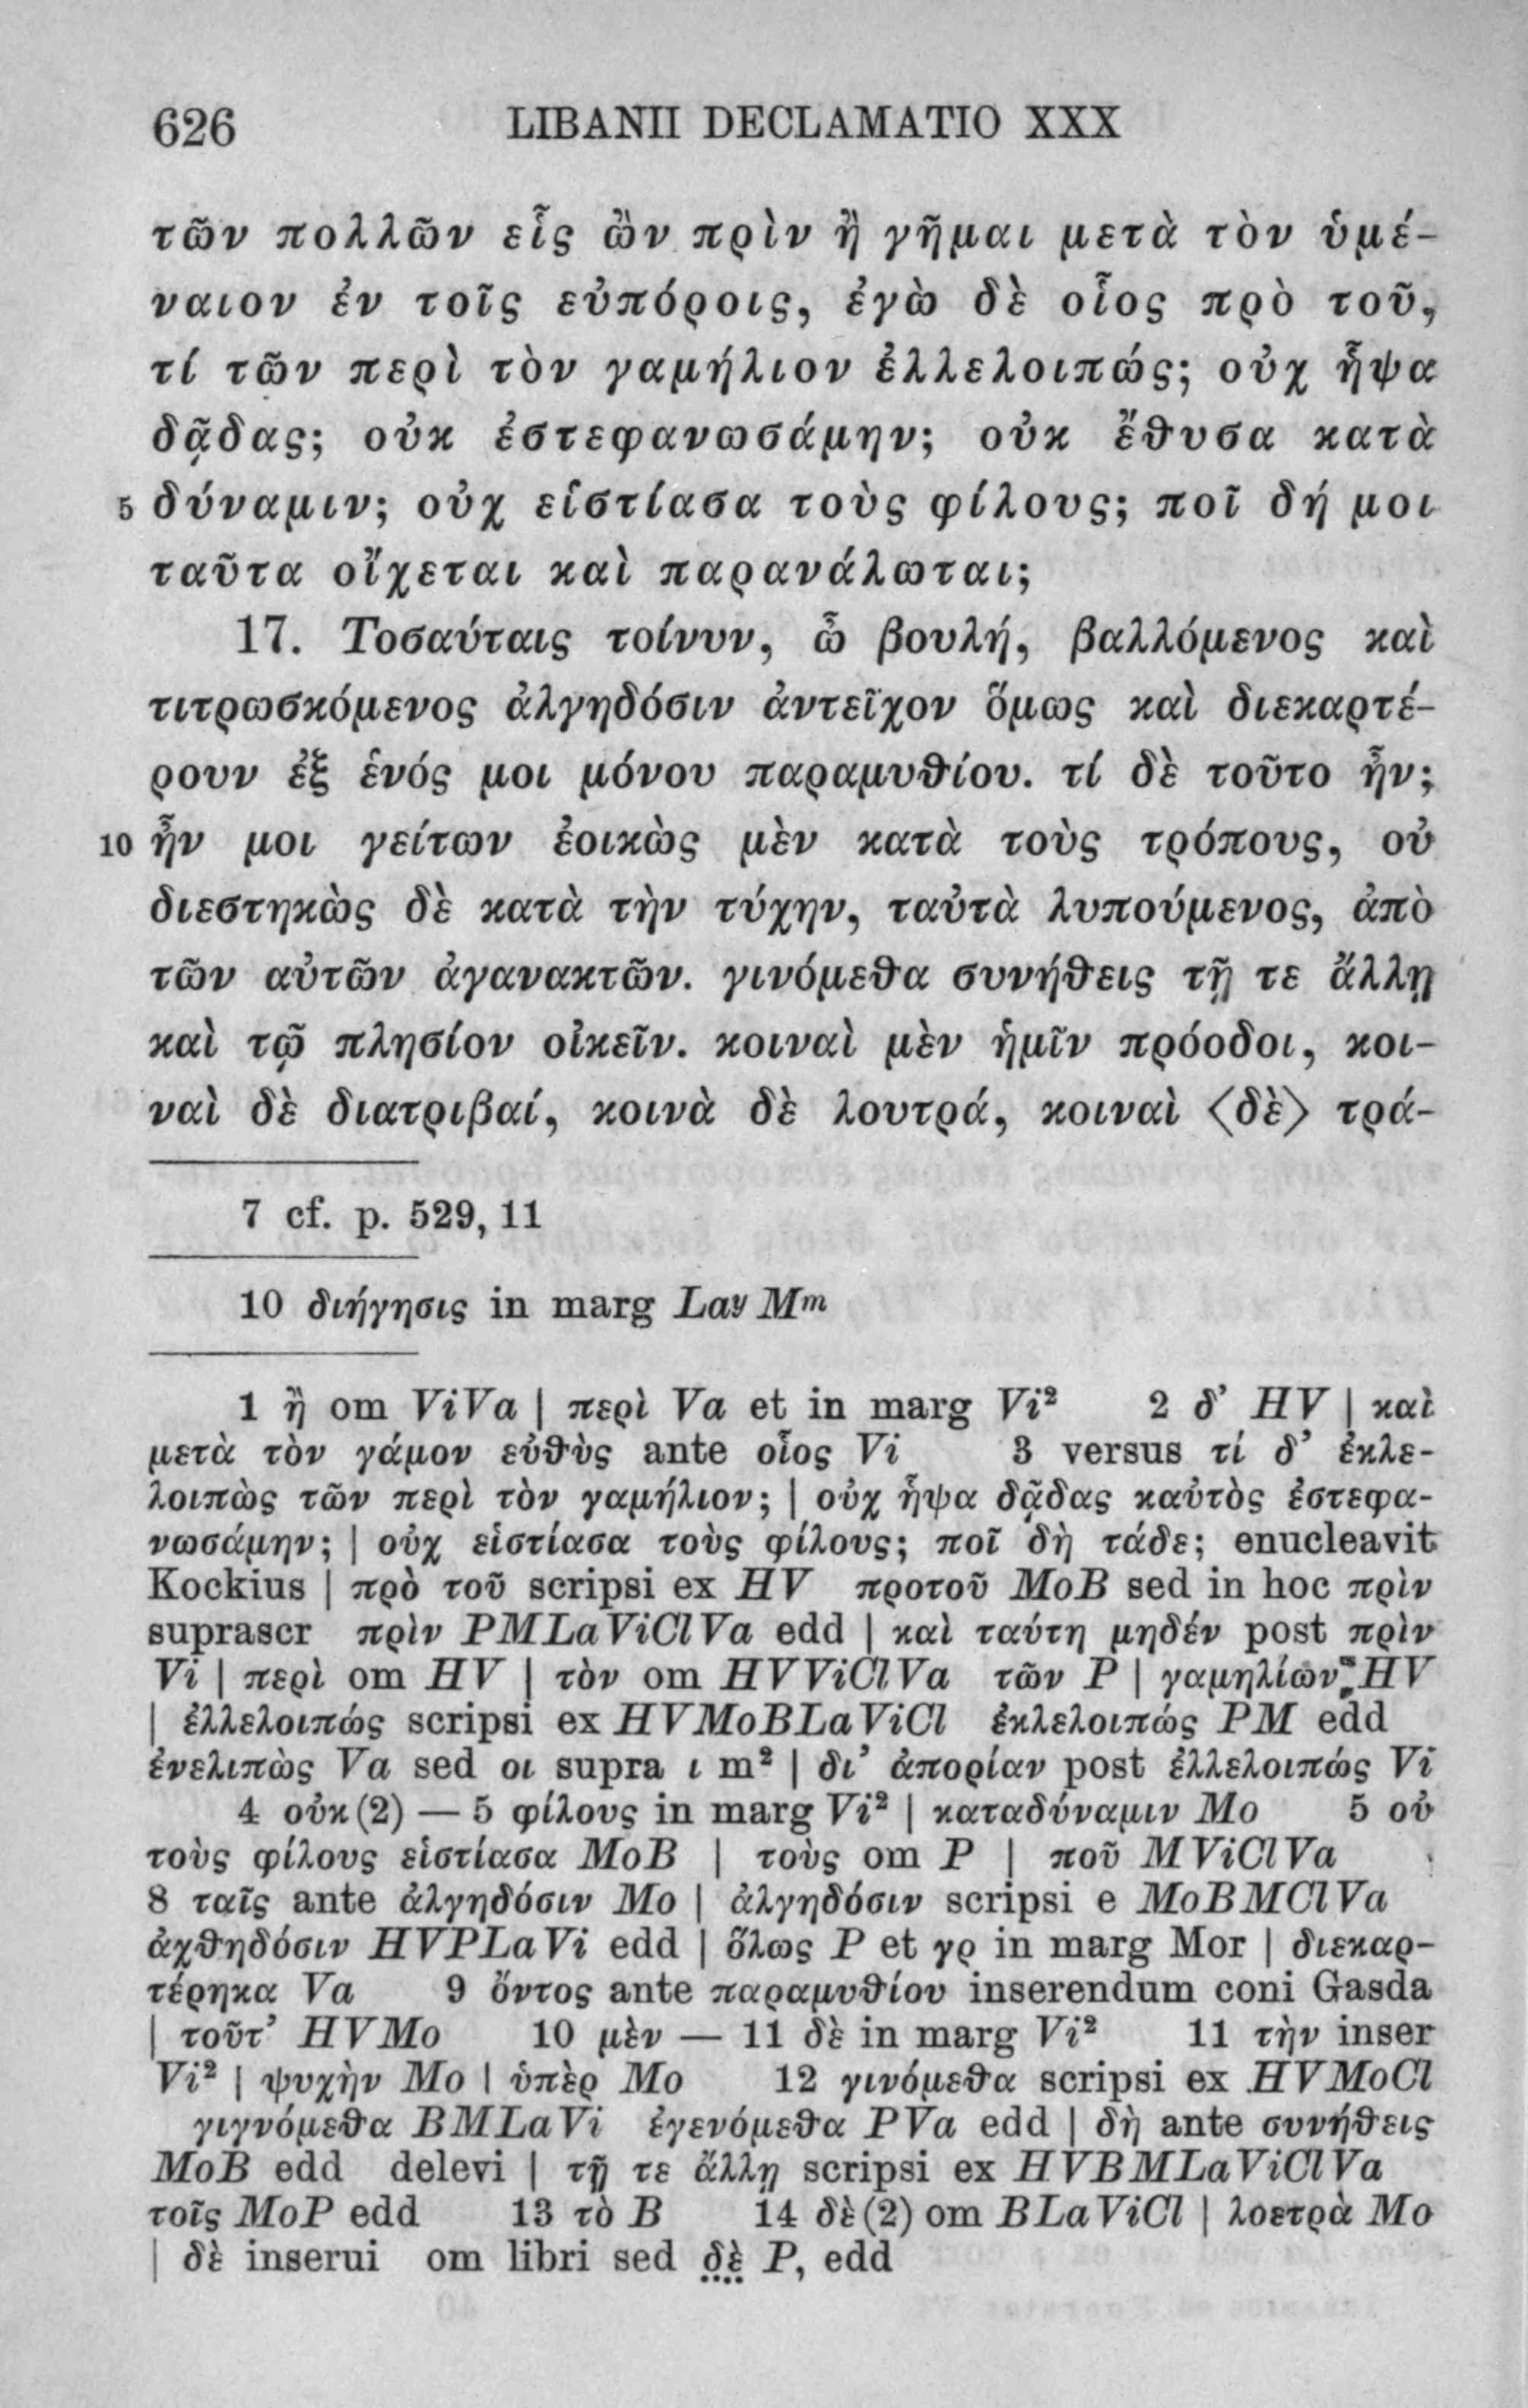 626 LIBANII DECLAMATIO XXX
τῶν πολλῶν εἷς ὢν πρὶν ἢ γῆμαι μετὰ τὸν ὑμέ-
ναιον ἐν τοῖς εὐπόροις, ἐγὼ δὲ οἷος πρὸ τοῦ,
τί τῶν περὶ τὸν γαμήλιον ἐλλελοιπώς; οὐχ ἧψα
δᾷδας; οὐκ ἐστεφανωσάμην; οὐκ ἔθυσα κατὰ
5 δύναμιν; οὐχ εἱστίασα τοὺς φίλους; ποῖ δή μοι
ταῦτα οἴχεται καὶ παρανάλωται;
17. Τοσαύταις τοίνυν, ὦ βουλή, βαλλόμενος καὶ
τιτρωσκόμενος ἀλγηδόσιν ἀντεῖχον ὅμως καὶ διεκαρτέ-
ρουν ἐξ ἑνός μοι μόνου παραμυθίου. τί δὲ τοῦτο ἦν;
10 ἦν μοι γείτων ἐοικὼς μὲν κατὰ τοὺς τρόπους, οὐ
διεστηκὼς δὲ κατὰ τὴν τύχην, ταὐτὰ λυπούμενος, ἀπὸ
τῶν αὐτῶν ἀγανακτῶν. γινόμεθα συνήθεις τῇ τε ἄλλῃ
καὶ τῷ πλησίον οἰκεῖν. κοιναὶ μὲν ἡμῖν πρόοδοι, κοι-
ναὶ δὲ διατριβαί, κοινὰ δὲ λουτρά, κοιναὶ ⟨δὲ⟩ τρά-
7 cf. p. 529, 11
10 διήγησις in marg Laʸ Mᵐ
1 ἢ om ViVa | περὶ Va et in marg Vi² 2 δ’ HV | καὶ
μετὰ τὸν γάμον εὐθὺς ante οἷος Vi 3 versus τί δ’ ἐκλε-
λοιπὼς τῶν περὶ τὸν γαμήλιον; | οὐχ ἧψα δᾷδας καὐτὸς ἐστεφα-
νωσάμην; | οὐχ εἱστίασα τοὺς φίλους; ποῖ δὴ τάδε; enucleavit
Kockius | πρὸ τοῦ scripsi ex HV προτοῦ MoB sed in hoc πρὶν
suprascr πρὶν PMLaViClVa edd | καὶ ταύτη μηδέν post πρὶν
Vi | περὶ om HV | τὸν om HVViClVa τῶν P | γαμηλίων HV
| ἐλλελοιπώς scripsi ex HVMoBLaViCl ἐκλελοιπώς PM edd
ἐνελιπὼς Va sed οι supra ι m² | δι’ ἀπορίαν post ἐλλελοιπώς Vi
4 οὐκ (2) — 5 φίλους in marg Vi² | καταδύναμιν Mo 5 οὐ
τοὺς φίλους εἱστίασα MoB | τοὺς om P | ποῦ MViClVa
8 ταῖς ante ἀλγηδόσιν Mo | ἀλγηδόσιν scripsi e MoBMClVa
ἀχθηδόσιν HVPLaVi edd | ὅλως P et γρ in marg Mor | διεκαρ-
τέρηκα Va 9 ὄντος ante παραμυθίου inserendum coni Gasda
| τοῦτ’ HVMo 10 μὲν — 11 δὲ in marg Vi² 11 τὴν inser
Vi² | ψυχὴν Mo | ὑπὲρ Mo 12 γινόμεθα scripsi ex HVMoCl
γιγνόμεθα BMLaVi ἐγενόμεθα PVa edd | δὴ ante συνήθεις
MoB edd delevi | τῇ τε ἄλλῃ scripsi ex HVBMLaViClVa
τοῖς MoP edd 13 τὸ B 14 δὲ (2) om BLaViCl | λοετρὰ Mo
| δὲ inserui om libri sed δὲ P, edd